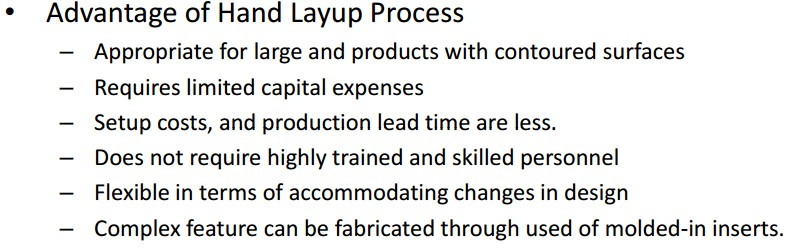 • Advantage of Hand Layup Process
– Appropriate for large and products with contoured surfaces
– Requires limited capital expenses
– Setup costs, and production lead time are less.
– Does not require highly trained and skilled personnel
– Flexible in terms of accommodating changes in design
– Complex feature can be fabricated through used of molded-in inserts.